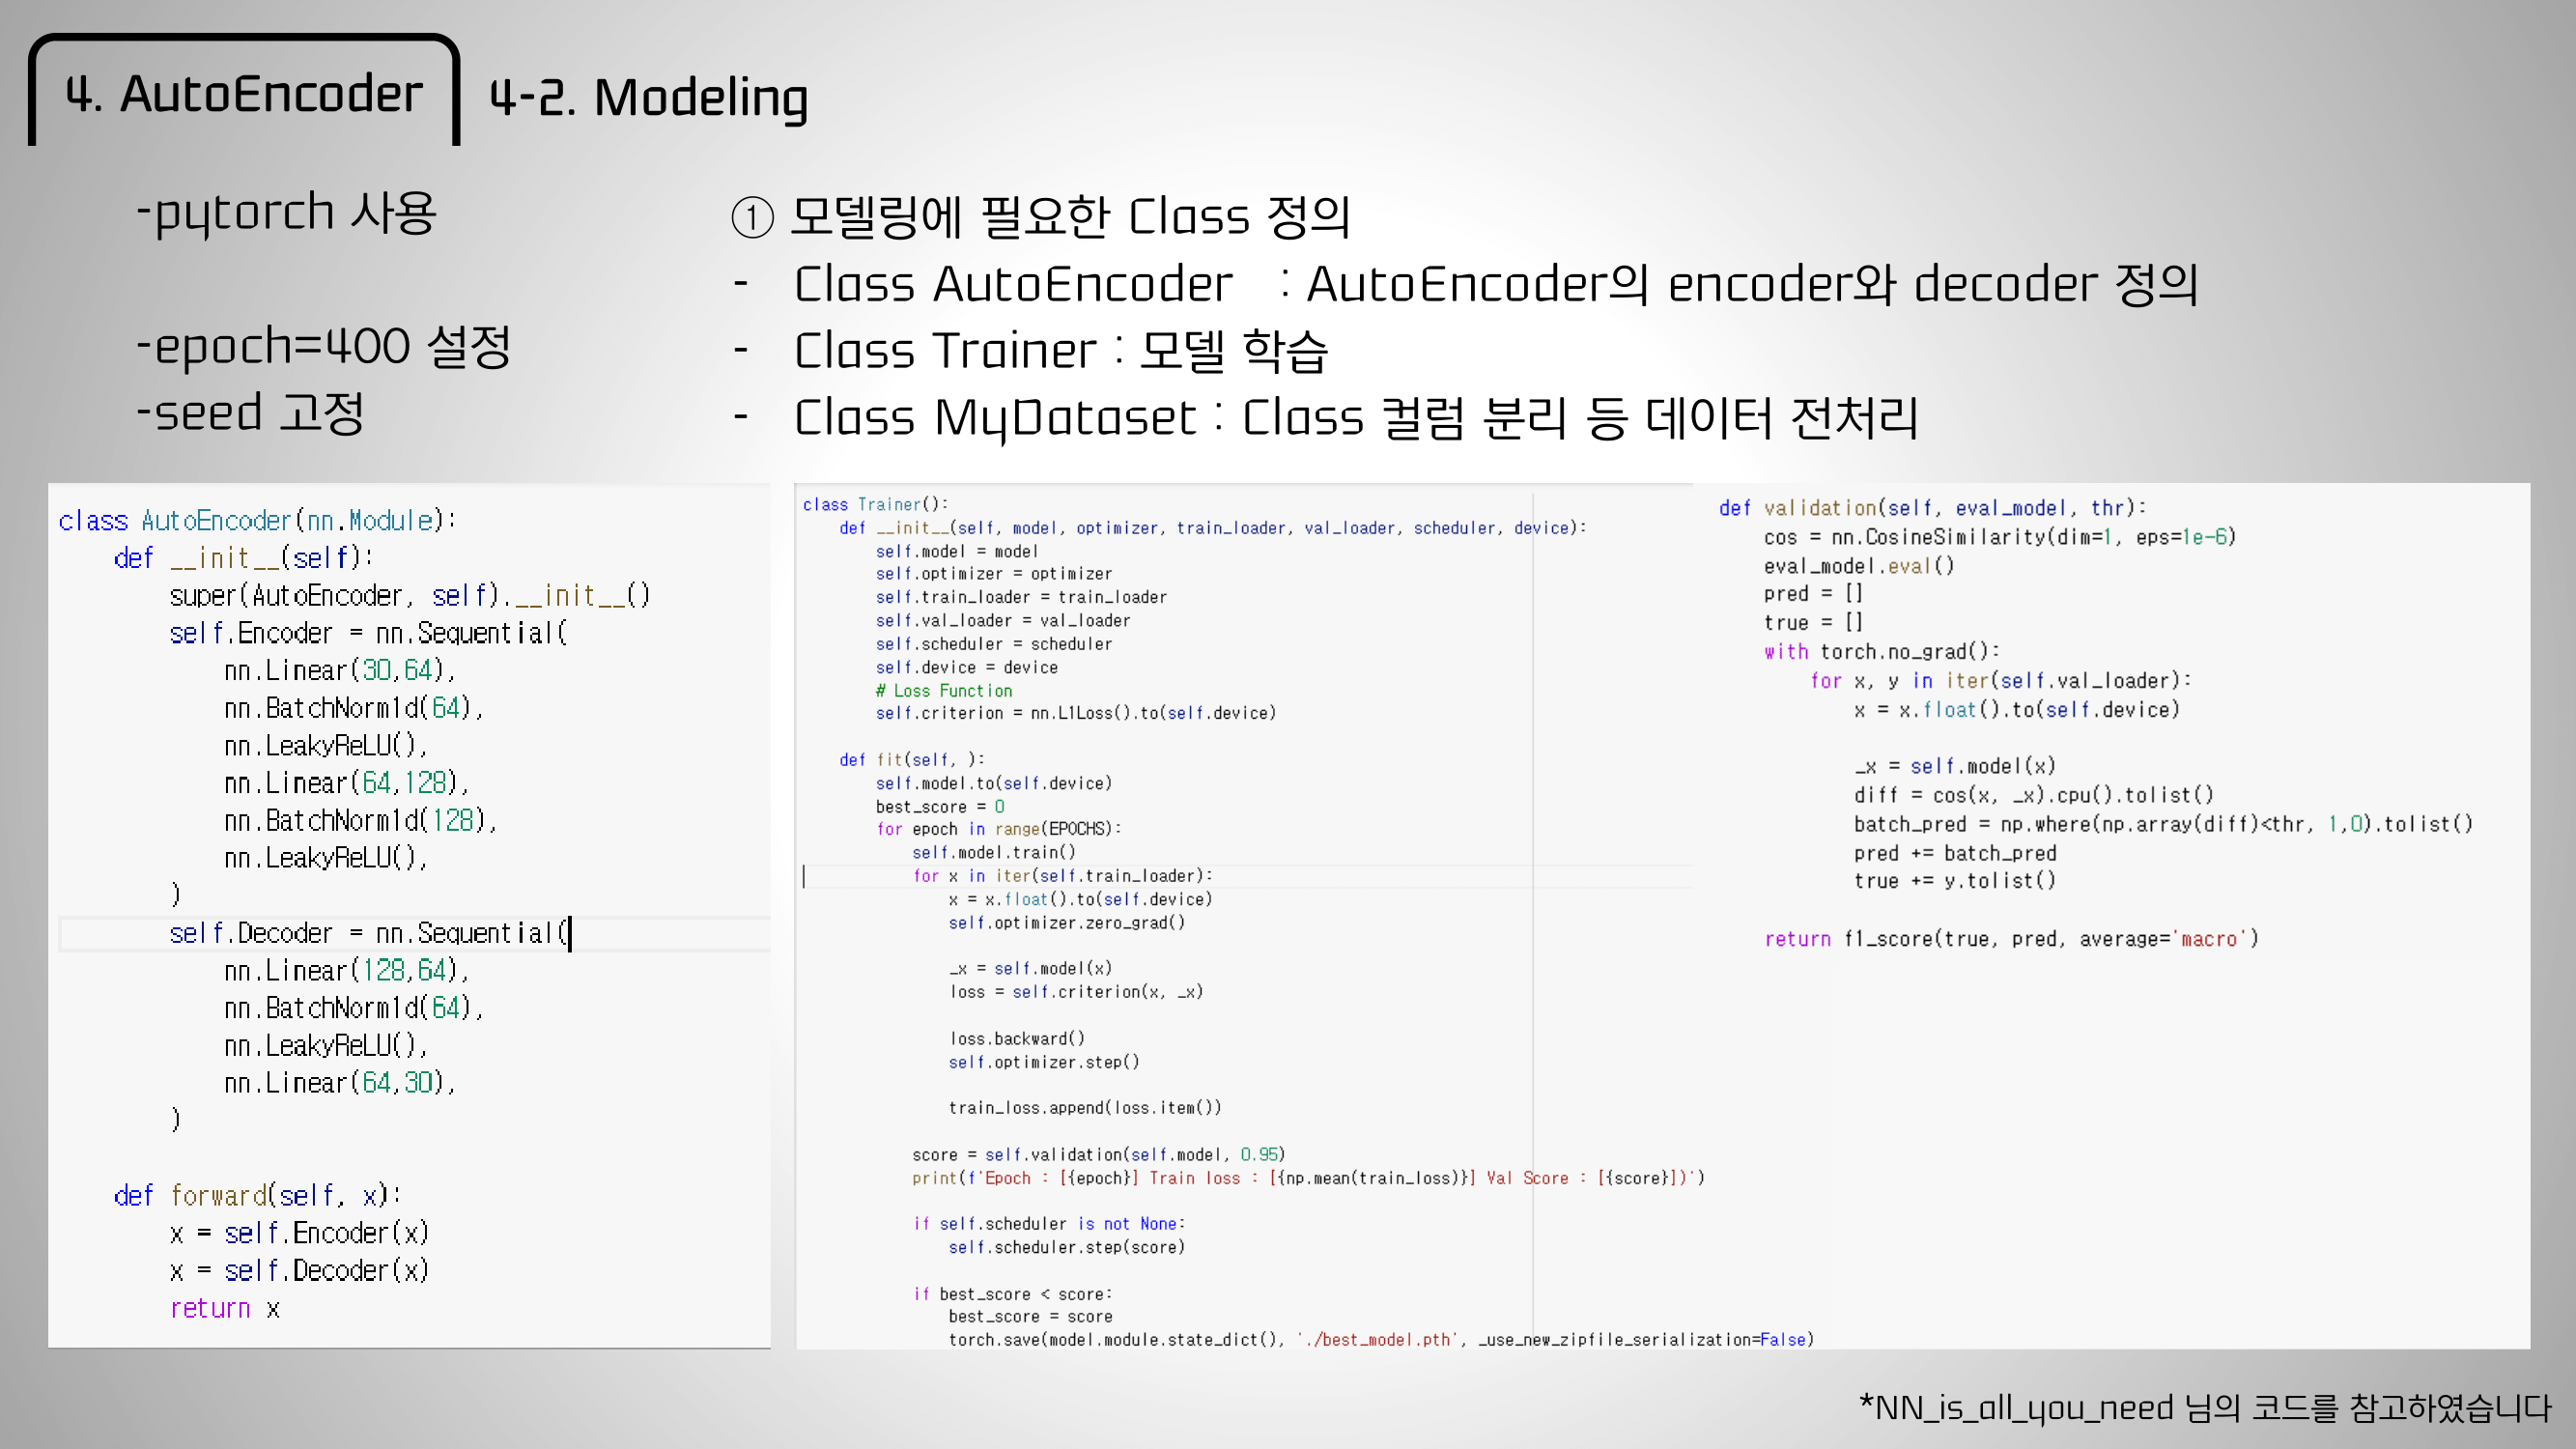 4. AutoEncoder
4-2. Modeling
-pytorch 사용
-epoch=400 설정
-seed 고정
① 모델링에 필요한 Class 정의
- Class AutoEncoder : AutoEncoder의 encoder와 decoder 정의
- Class Trainer : 모델 학습
- Class MyDataset : Class 컬럼 분리 등 데이터 전처리
class AutoEncoder(nn.Module):
    def __init__(self):
        super(AutoEncoder, self).__init__()
        self.Encoder = nn.Sequential(
            nn.Linear(30,64),
            nn.BatchNorm1d(64),
            nn.LeakyReLU(),
            nn.Linear(64,128),
            nn.BatchNorm1d(128),
            nn.LeakyReLU(),
        )
        self.Decoder = nn.Sequential(
            nn.Linear(128,64),
            nn.BatchNorm1d(64),
            nn.LeakyReLU(),
            nn.Linear(64,30),
        )
    def forward(self, x):
        x = self.Encoder(x)
        x = self.Decoder(x)
        return x
class Trainer():
    def __init__(self, model, optimizer, train_loader, val_loader, scheduler, device):
        self.model = model
        self.optimizer = optimizer
        self.train_loader = train_loader
        self.val_loader = val_loader
        self.scheduler = scheduler
        self.device = device
        # Loss Function
        self.criterion = nn.L1Loss().to(self.device)
    def fit(self, ):
        self.model.to(self.device)
        best_score = 0
        for epoch in range(EPOCHS):
            self.model.train()
            for x in iter(self.train_loader):
                x = x.float().to(self.device)
                self.optimizer.zero_grad()
                _x = self.model(x)
                loss = self.criterion(x, _x)
                loss.backward()
                self.optimizer.step()
                train_loss.append(loss.item())
            score = self.validation(self.model, 0.95)
            print(f'Epoch : [{epoch}] Train loss : [{np.mean(train_loss)}] Val Score : [{score}])')
            if self.scheduler is not None:
                self.scheduler.step(score)
            if best_score < score:
                best_score = score
                torch.save(model.module.state_dict(), './best_model.pth', _use_new_zipfile_serialization=False)
def validation(self, eval_model, thr):
    cos = nn.CosineSimilarity(dim=1, eps=1e-6)
    eval_model.eval()
    pred = []
    true = []
    with torch.no_grad():
        for x, y in iter(self.val_loader):
            x = x.float().to(self.device)
            _x = self.model(x)
            diff = cos(x, _x).cpu().tolist()
            batch_pred = np.where(np.array(diff)<thr, 1,0).tolist()
            pred += batch_pred
            true += y.tolist()
    return f1_score(true, pred, average='macro')
*NN_is_all_you_need 님의 코드를 참고하였습니다